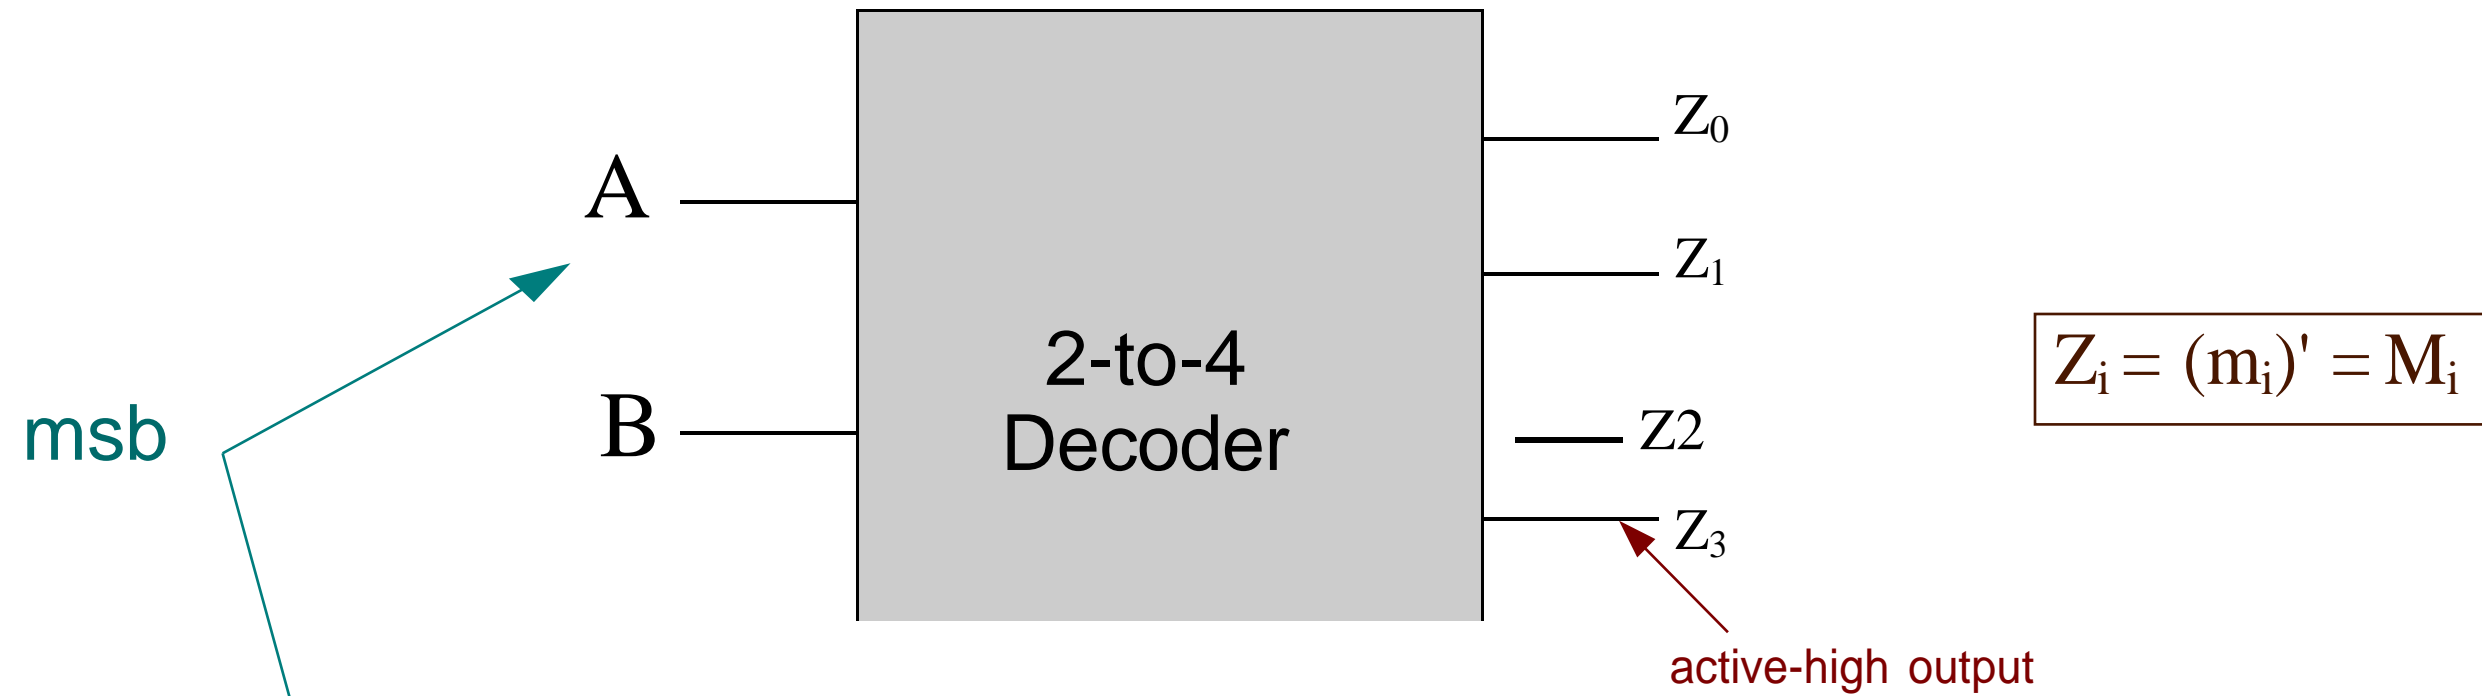 msb
A
B
2-to-4
Decoder
Z₀
Z₁
Z2
Z₃
active-high output
Zᵢ = (mᵢ)' = Mᵢ